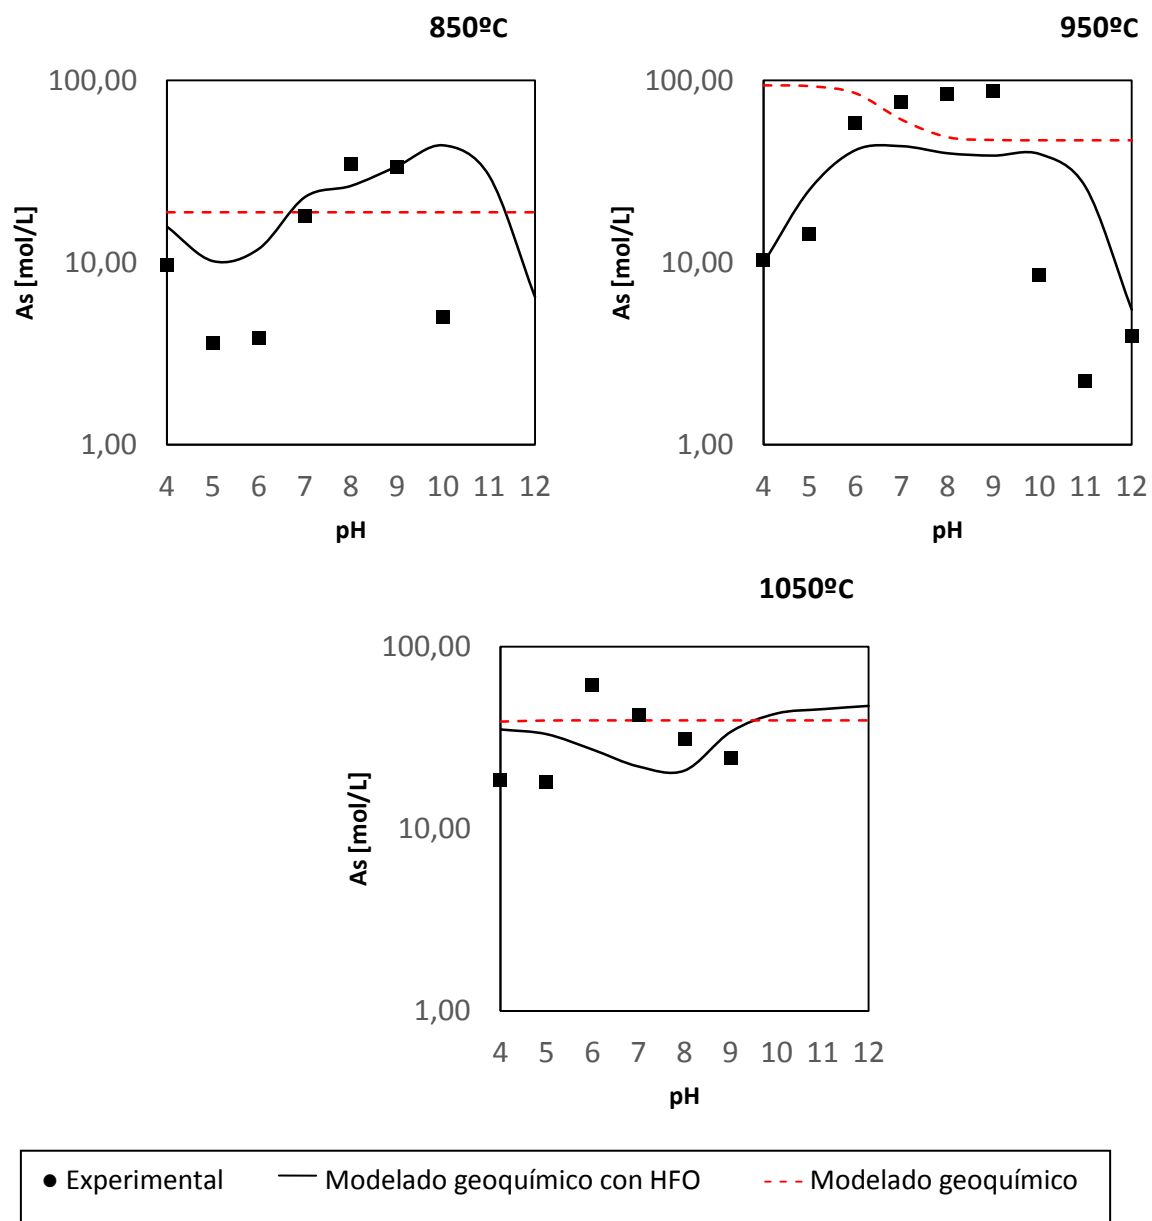 850ºC
100,00
10,00
1,00
As [mol/L]
4 5 6 7 8 9 10 11 12
pH
950ºC
100,00
10,00
1,00
As [mol/L]
4 5 6 7 8 9 10 11 12
pH
1050ºC
100,00
10,00
1,00
As [mol/L]
4 5 6 7 8 9 10 11 12
pH
Experimental Modelado geoquímico con HFO Modelado geoquímico